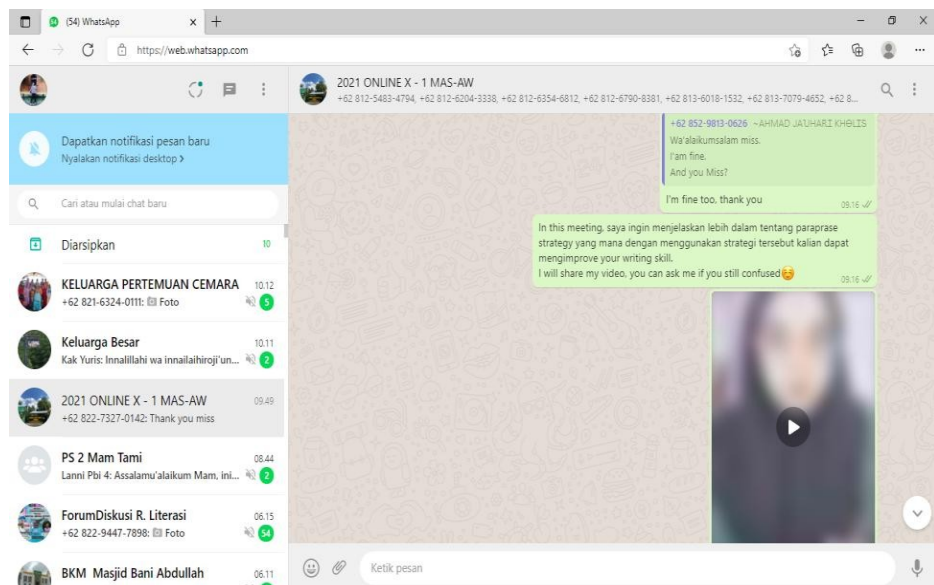 (54) WhatsApp
https://web.whatsapp.com
Dapatkan notifikasi pesan baru
Nyalakan notifikasi desktop >
Cari atau mulai chat baru
Diarsipkan 10
KELUARGA PERTEMUAN CEMARA 10.12
+62 821-6324-0111: Foto 5
Keluarga Besar 10.11
Kak Yuris: Innalillahi wa innailaihiroji'un... 2
2021 ONLINE X - 1 MAS-AW 09.49
+62 822-7327-0142: Thank you miss
PS 2 Mam Tami 08.44
Lanni Pbi 4: Assalamu'alaikum Mam, ini... 2
ForumDiskusi R. Literasi 06.15
+62 822-9447-7898: Foto 54
BKM Masjid Bani Abdullah 06.11
2021 ONLINE X - 1 MAS-AW
+62 812-5483-4794, +62 812-6204-3338, +62 812-6354-6812, +62 812-6790-8381, +62 813-6018-1532, +62 813-7079-4652, +62 8...
+62 852-9813-0626 ~AHMAD JAUHARI KHOLIS
Wa'alaikumsalam miss.
I'am fine.
And you Miss?
I'm fine too, thank you 09.16
In this meeting, saya ingin menjelaskan lebih dalam tentang paraprase
strategy yang mana dengan menggunakan strategi tersebut kalian dapat
mengimprove your writing skill.
I will share my video, you can ask me if you still confused😊 09.16
Ketik pesan